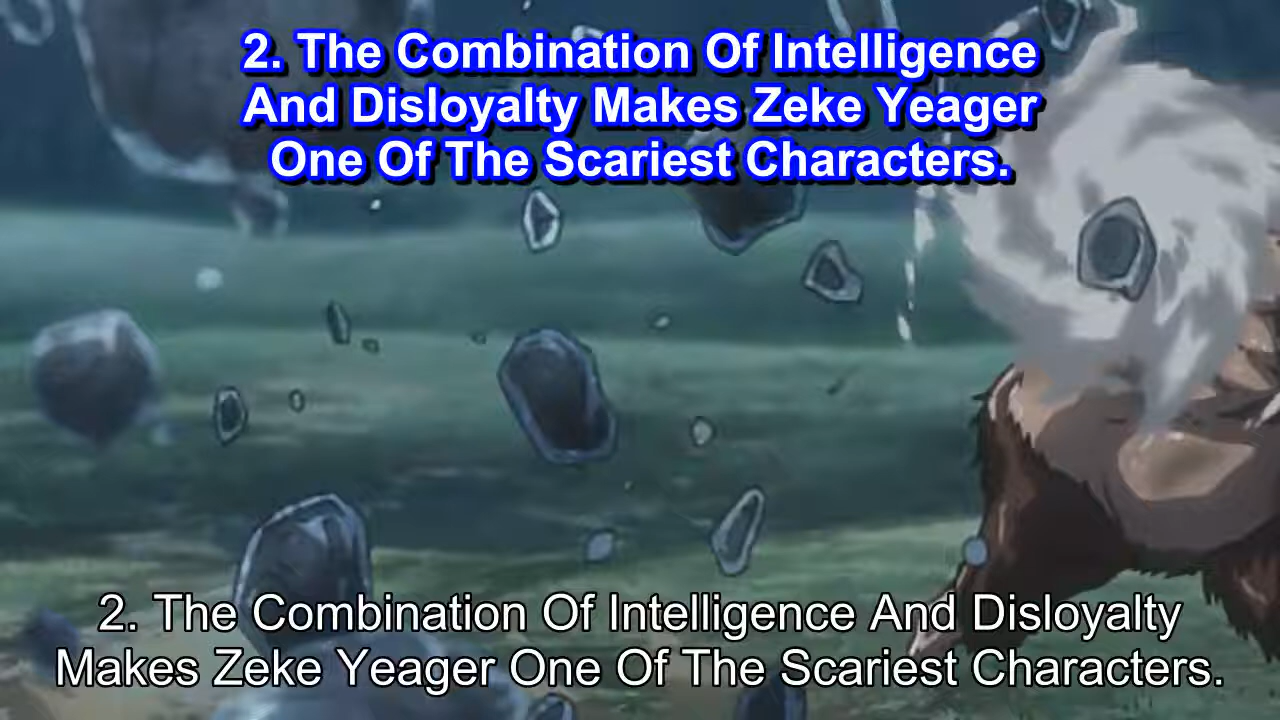 2. The Combination Of Intelligence
And Disloyalty Makes Zeke Yeager
One Of The Scariest Characters.
2. The Combination Of Intelligence And Disloyalty
Makes Zeke Yeager One Of The Scariest Characters.